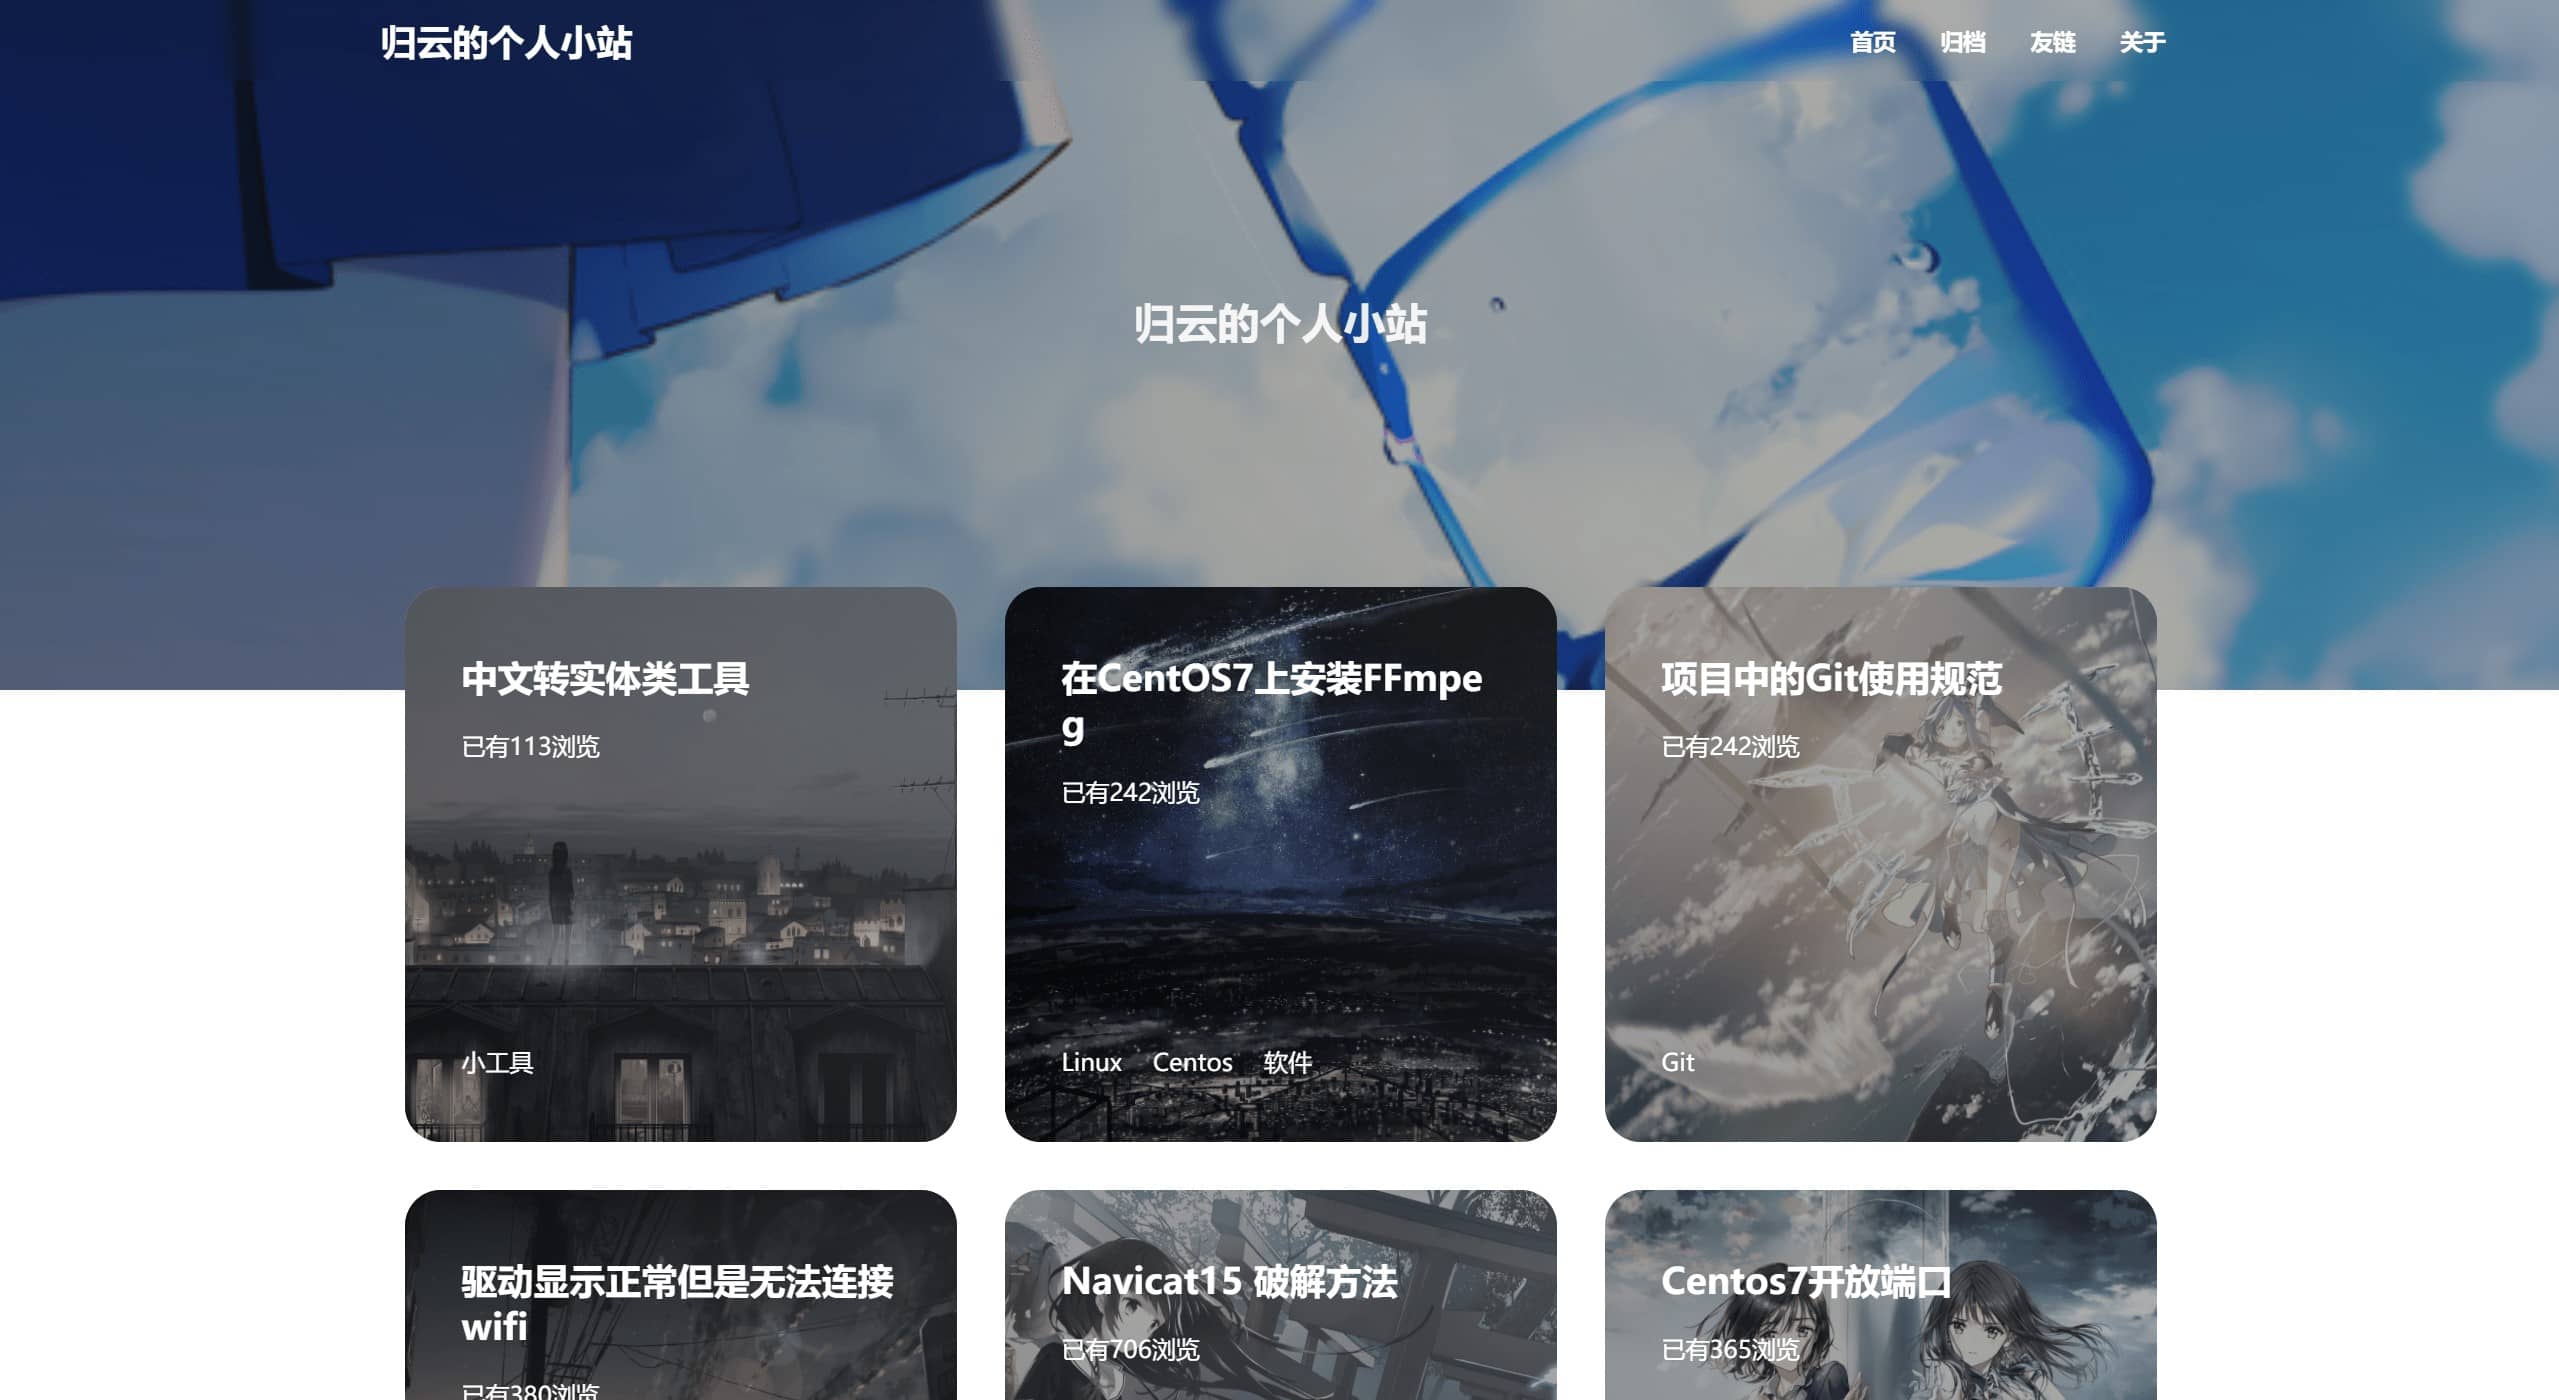 归云的个人小站
首页 归档 友链 关于
归云的个人小站
中文转实体类工具
已有113浏览
小工具
在CentOS7上安装FFmpe
g
已有242浏览
Linux Centos 软件
项目中的Git使用规范
已有242浏览
Git
驱动显示正常但是无法连接
wifi
已有380浏览
Navicat15 破解方法
已有706浏览
Centos7开放端口
已有365浏览